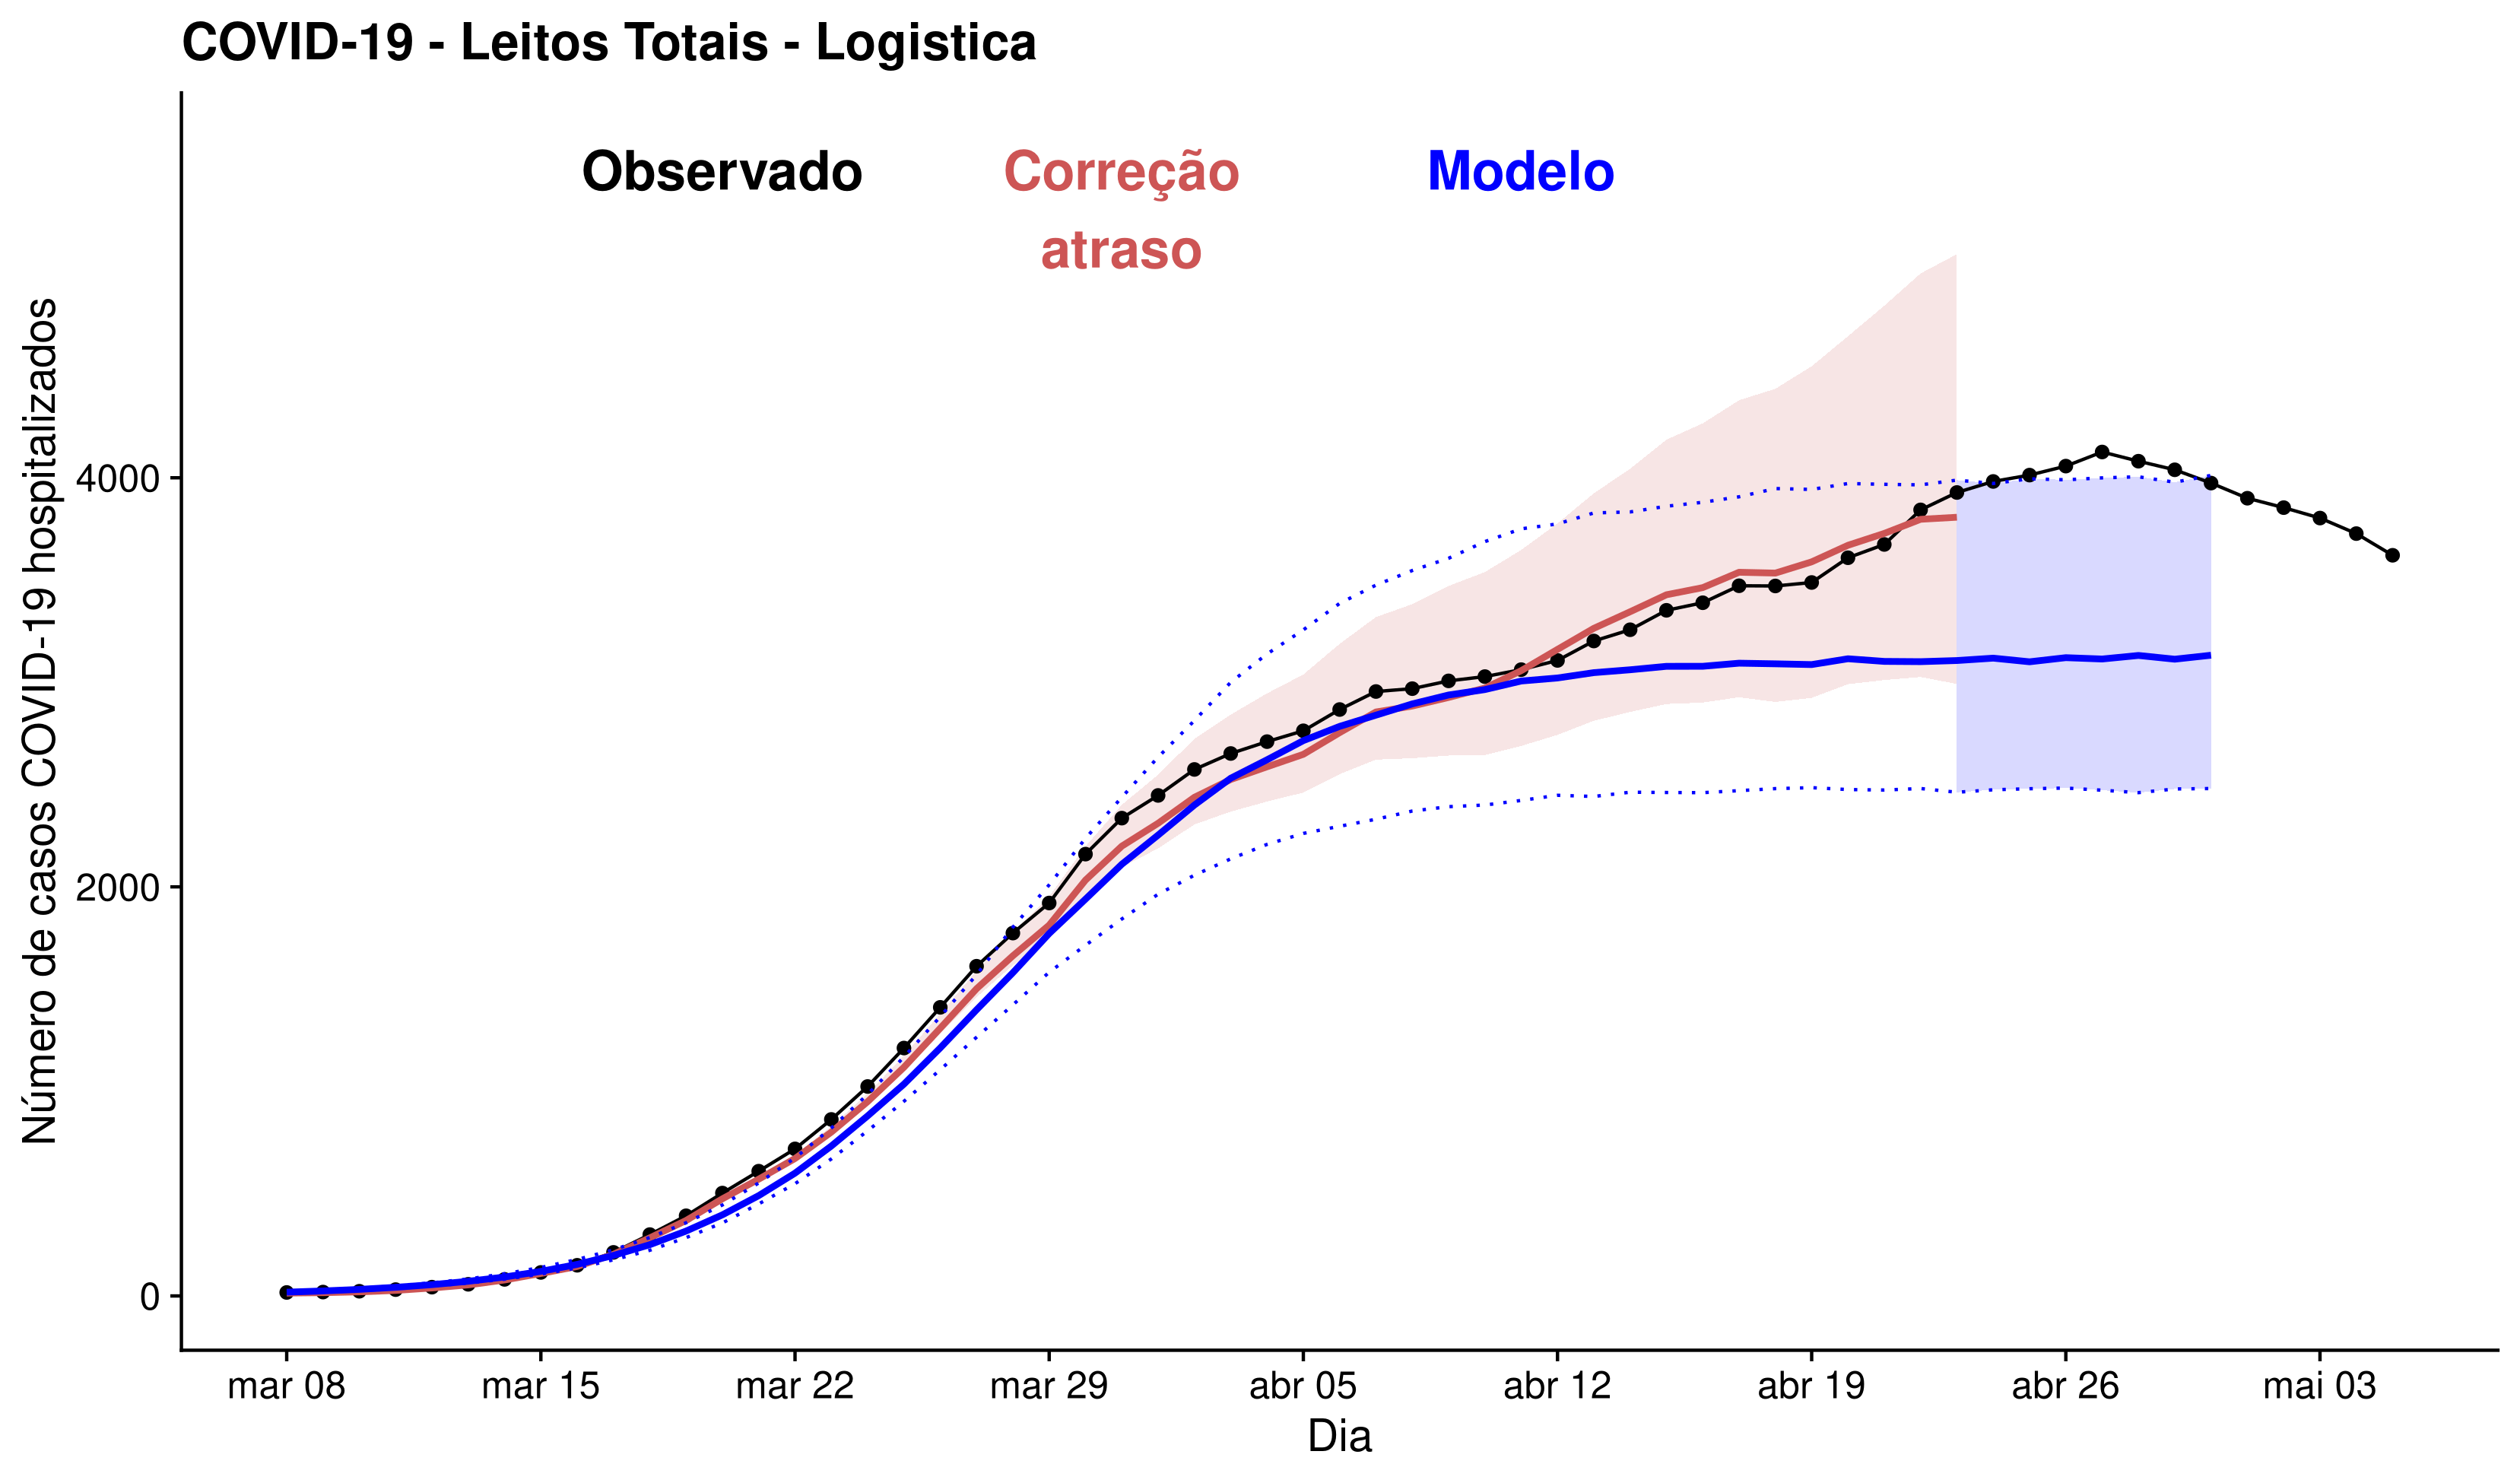 COVID-19 - Leitos Totais - Logistica
Observado
Correção
atraso
Modelo
Número de casos COVID-19 hospitalizados
4000
2000
0
mar 08
mar 15
mar 22
mar 29
abr 05
abr 12
abr 19
abr 26
mai 03
Dia